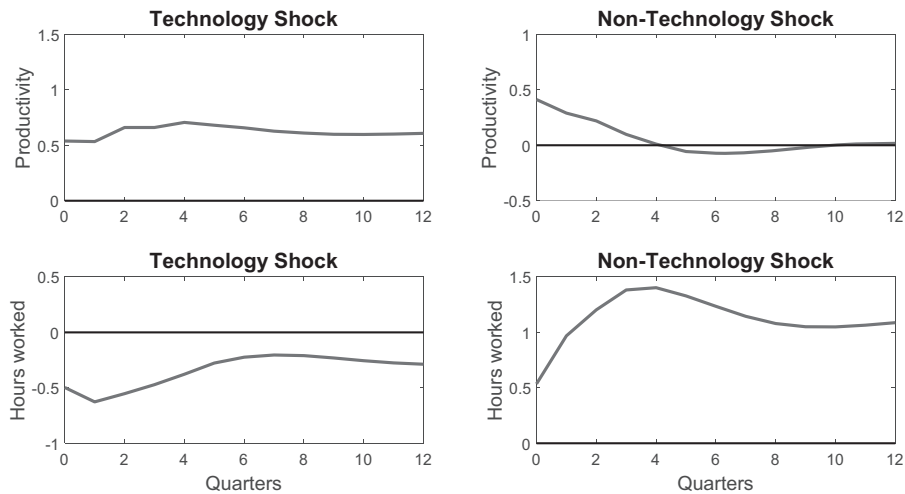 Technology Shock
Productivity
1.5
1
0.5
0
0 2 4 6 8 10 12
Non-Technology Shock
Productivity
1
0.5
0
-0.5
0 2 4 6 8 10 12
Technology Shock
Hours worked
0.5
0
-0.5
-1
0 2 4 6 8 10 12
Quarters
Non-Technology Shock
Hours worked
1.5
1
0.5
0
0 2 4 6 8 10 12
Quarters